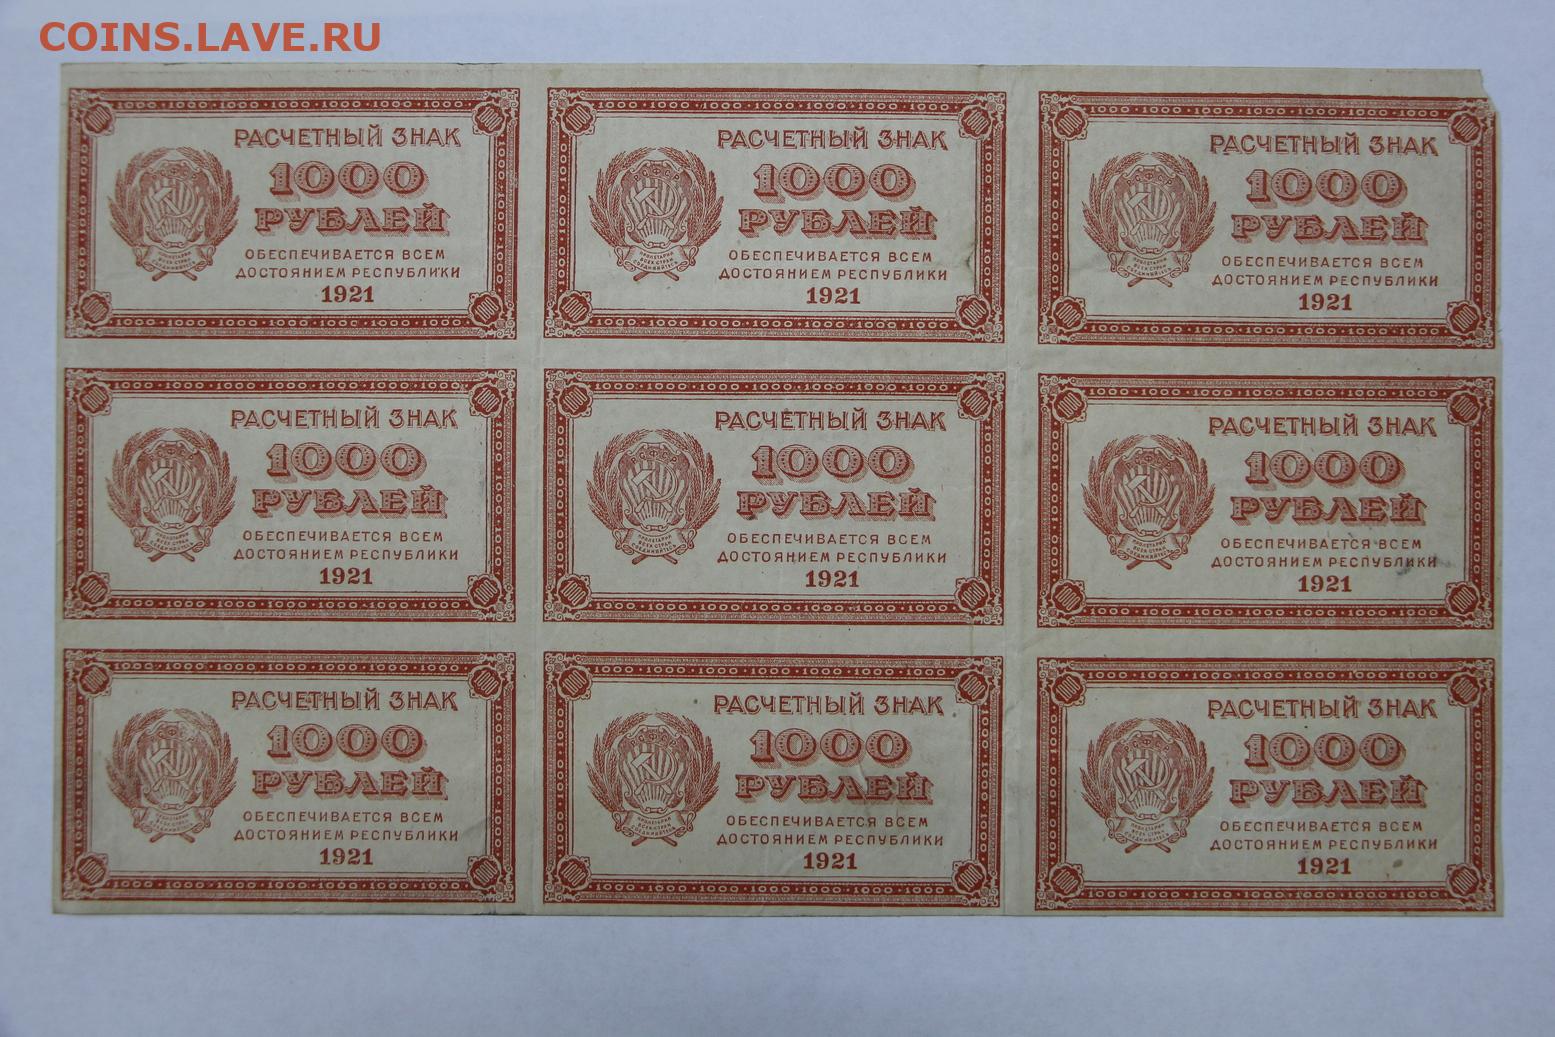 COINS.LAVE.RU
РАСЧЕТНЫЙ ЗНАК
1000
РУБЛЕЙ
ОБЕСПЕЧИВАЕТСЯ ВСЕМ
ДОСТОЯНИЕМ РЕСПУБЛИКИ
1921
РАСЧЕТНЫЙ ЗНАК
1000
РУБЛЕЙ
ОБЕСПЕЧИВАЕТСЯ ВСЕМ
ДОСТОЯНИЕМ РЕСПУБЛИКИ
1921
РАСЧЕТНЫЙ ЗНАК
1000
РУБЛЕЙ
ОБЕСПЕЧИВАЕТСЯ ВСЕМ
ДОСТОЯНИЕМ РЕСПУБЛИКИ
1921
РАСЧЕТНЫЙ ЗНАК
1000
РУБЛЕЙ
ОБЕСПЕЧИВАЕТСЯ ВСЕМ
ДОСТОЯНИЕМ РЕСПУБЛИКИ
1921
РАСЧЕТНЫЙ ЗНАК
1000
РУБЛЕЙ
ОБЕСПЕЧИВАЕТСЯ ВСЕМ
ДОСТОЯНИЕМ РЕСПУБЛИКИ
1921
РАСЧЕТНЫЙ ЗНАК
1000
РУБЛЕЙ
ОБЕСПЕЧИВАЕТСЯ ВСЕМ
ДОСТОЯНИЕМ РЕСПУБЛИКИ
1921
РАСЧЕТНЫЙ ЗНАК
1000
РУБЛЕЙ
ОБЕСПЕЧИВАЕТСЯ ВСЕМ
ДОСТОЯНИЕМ РЕСПУБЛИКИ
1921
РАСЧЕТНЫЙ ЗНАК
1000
РУБЛЕЙ
ОБЕСПЕЧИВАЕТСЯ ВСЕМ
ДОСТОЯНИЕМ РЕСПУБЛИКИ
1921
РАСЧЕТНЫЙ ЗНАК
1000
РУБЛЕЙ
ОБЕСПЕЧИВАЕТСЯ ВСЕМ
ДОСТОЯНИЕМ РЕСПУБЛИКИ
1921